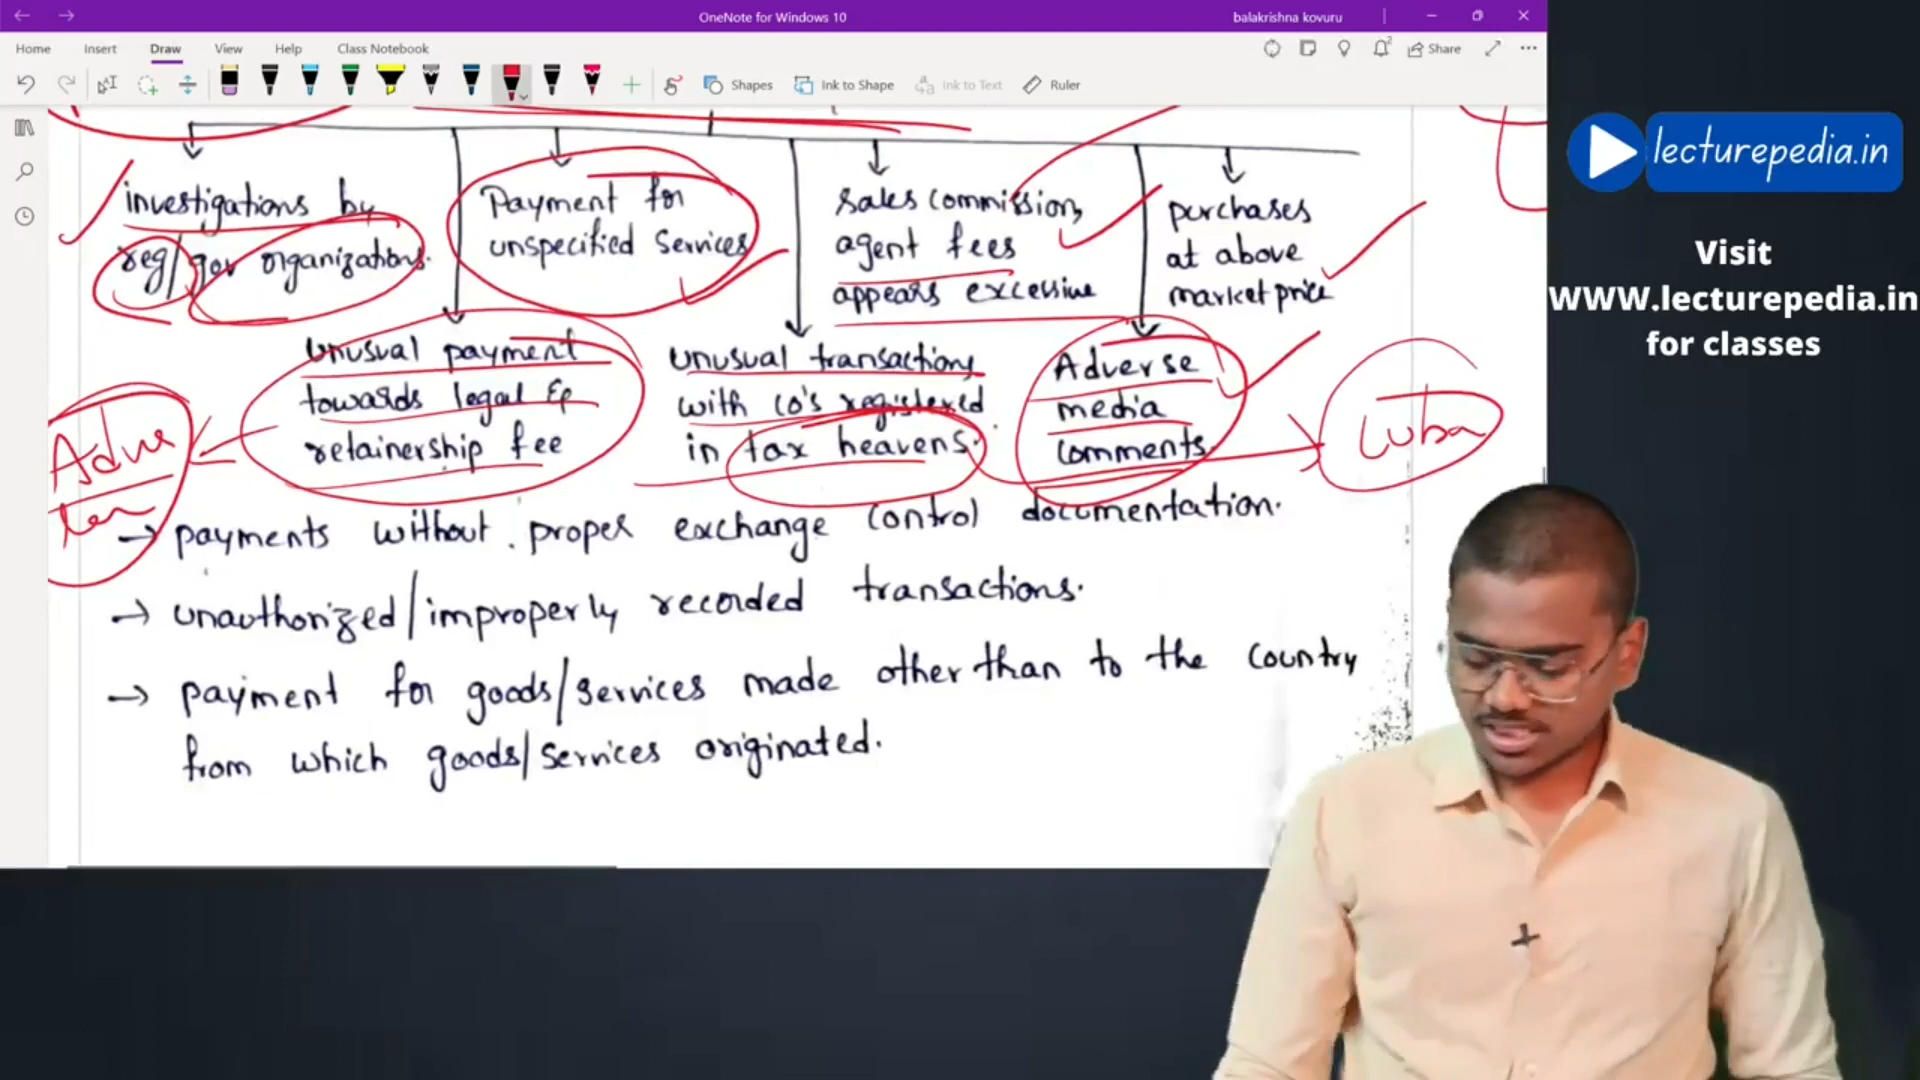 OneNote for Windows 10
balakrishna kovuru
Home Insert Draw View Help Class Notebook
Share
Shapes Ink to Shape Ink to Text Ruler
investigations by
reg/gov organizations.
Payment for
unspecified services
sales commission,
agent fees
appears excessive
purchases
at above
market price
unusual payment
towards legal &
retainership fee
unusual transactions
with co's registered
in tax heavens.
Adverse
media
comments
Cuba
→ payments without proper exchange control documentation.
→ unauthorized/improperly recorded transactions.
→ payment for goods/services made other than to the country
from which goods/services originated.
lecturepedia.in
Visit
WWW.lecturepedia.in
for classes